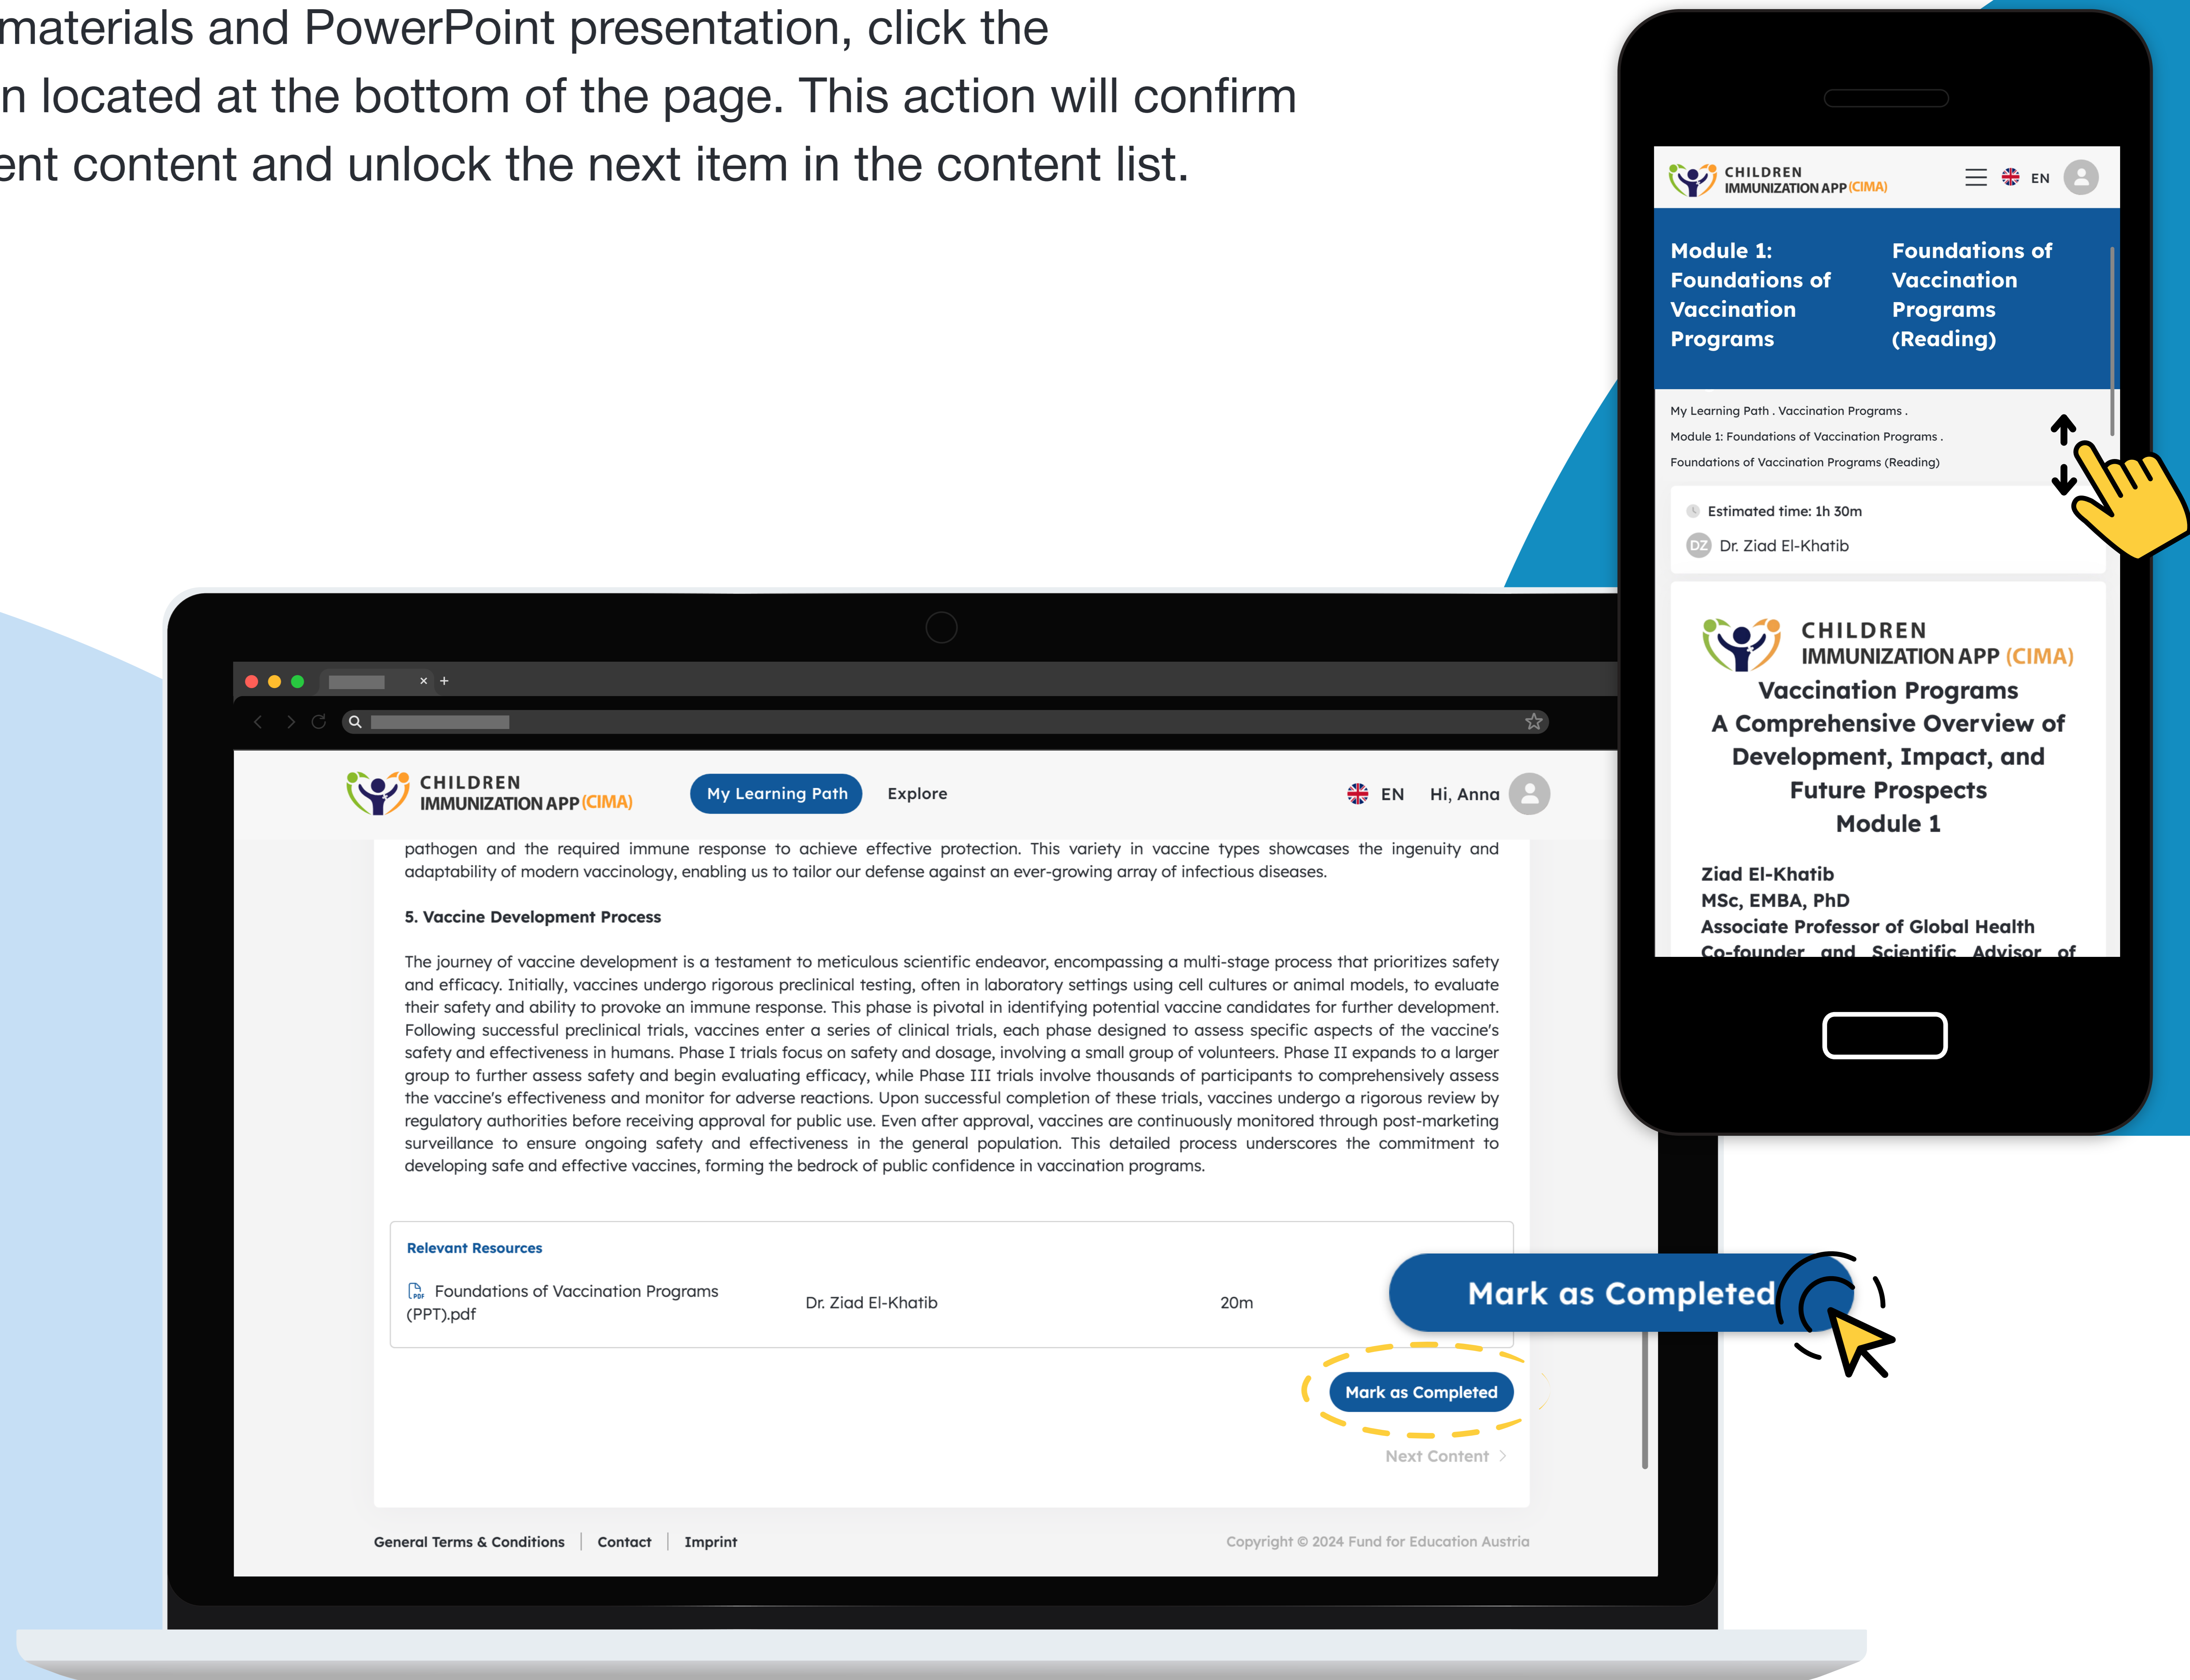 materials and PowerPoint presentation, click the
n located at the bottom of the page. This action will confirm
ent content and unlock the next item in the content list.
CHILDREN
IMMUNIZATION APP (CIMA)
EN
Module 1:
Foundations of
Vaccination
Programs
Foundations of
Vaccination
Programs
(Reading)
My Learning Path . Vaccination Programs .
Module 1: Foundations of Vaccination Programs .
Foundations of Vaccination Programs (Reading)
Estimated time: 1h 30m
DZ Dr. Ziad El-Khatib
CHILDREN
IMMUNIZATION APP (CIMA)
Vaccination Programs
A Comprehensive Overview of
Development, Impact, and
Future Prospects
Module 1
Ziad El-Khatib
MSc, EMBA, PhD
Associate Professor of Global Health
Co-founder and Scientific Advisor of
CHILDREN
IMMUNIZATION APP (CIMA)
My Learning Path Explore
EN Hi, Anna
pathogen and the required immune response to achieve effective protection. This variety in vaccine types showcases the ingenuity and
adaptability of modern vaccinology, enabling us to tailor our defense against an ever-growing array of infectious diseases.
5. Vaccine Development Process
The journey of vaccine development is a testament to meticulous scientific endeavor, encompassing a multi-stage process that prioritizes safety
and efficacy. Initially, vaccines undergo rigorous preclinical testing, often in laboratory settings using cell cultures or animal models, to evaluate
their safety and ability to provoke an immune response. This phase is pivotal in identifying potential vaccine candidates for further development.
Following successful preclinical trials, vaccines enter a series of clinical trials, each phase designed to assess specific aspects of the vaccine's
safety and effectiveness in humans. Phase I trials focus on safety and dosage, involving a small group of volunteers. Phase II expands to a larger
group to further assess safety and begin evaluating efficacy, while Phase III trials involve thousands of participants to comprehensively assess
the vaccine's effectiveness and monitor for adverse reactions. Upon successful completion of these trials, vaccines undergo a rigorous review by
regulatory authorities before receiving approval for public use. Even after approval, vaccines are continuously monitored through post-marketing
surveillance to ensure ongoing safety and effectiveness in the general population. This detailed process underscores the commitment to
developing safe and effective vaccines, forming the bedrock of public confidence in vaccination programs.
Relevant Resources
PDF Foundations of Vaccination Programs
(PPT).pdf
Dr. Ziad El-Khatib
20m
Mark as Completed
Mark as Completed
Next Content >
General Terms & Conditions | Contact | Imprint
Copyright © 2024 Fund for Education Austria